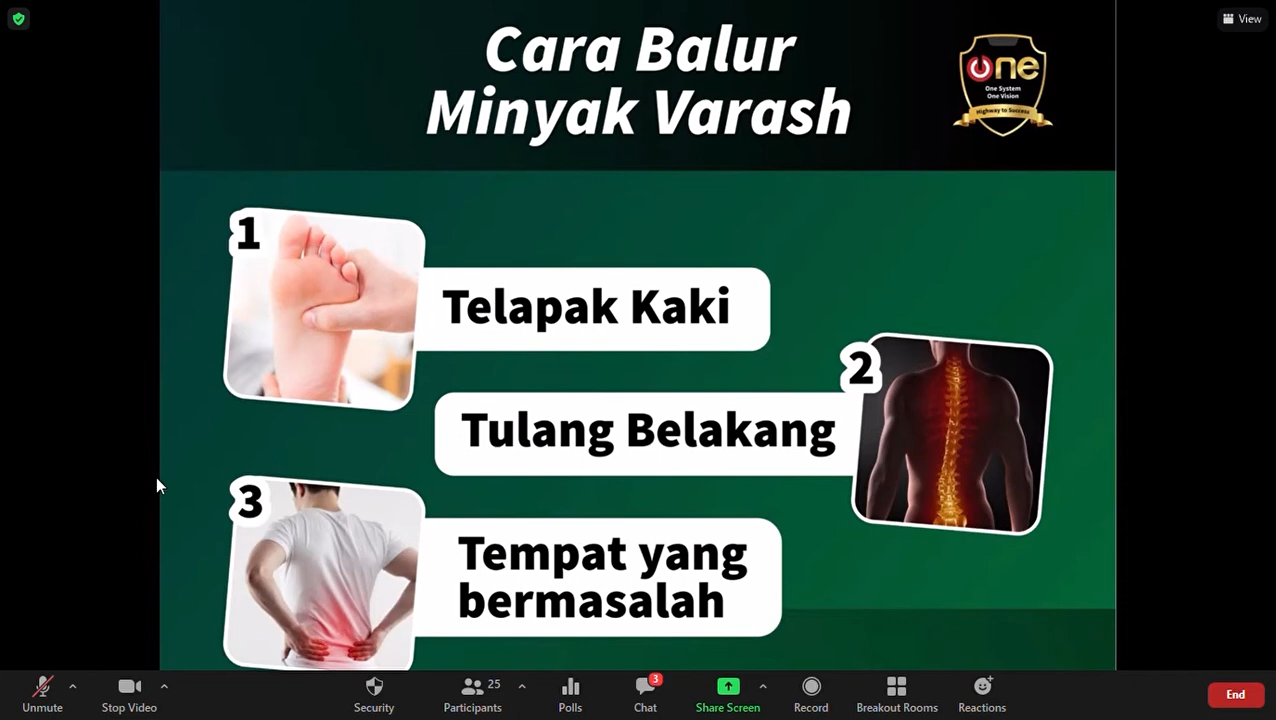 View
Cara Balur
Minyak Varash
one
One System
One Vision
Highway to Success
1
Telapak Kaki
2
Tulang Belakang
3
Tempat yang
bermasalah
Unmute
Stop Video
Security
25
Participants
Polls
3
Chat
Share Screen
Record
Breakout Rooms
Reactions
End